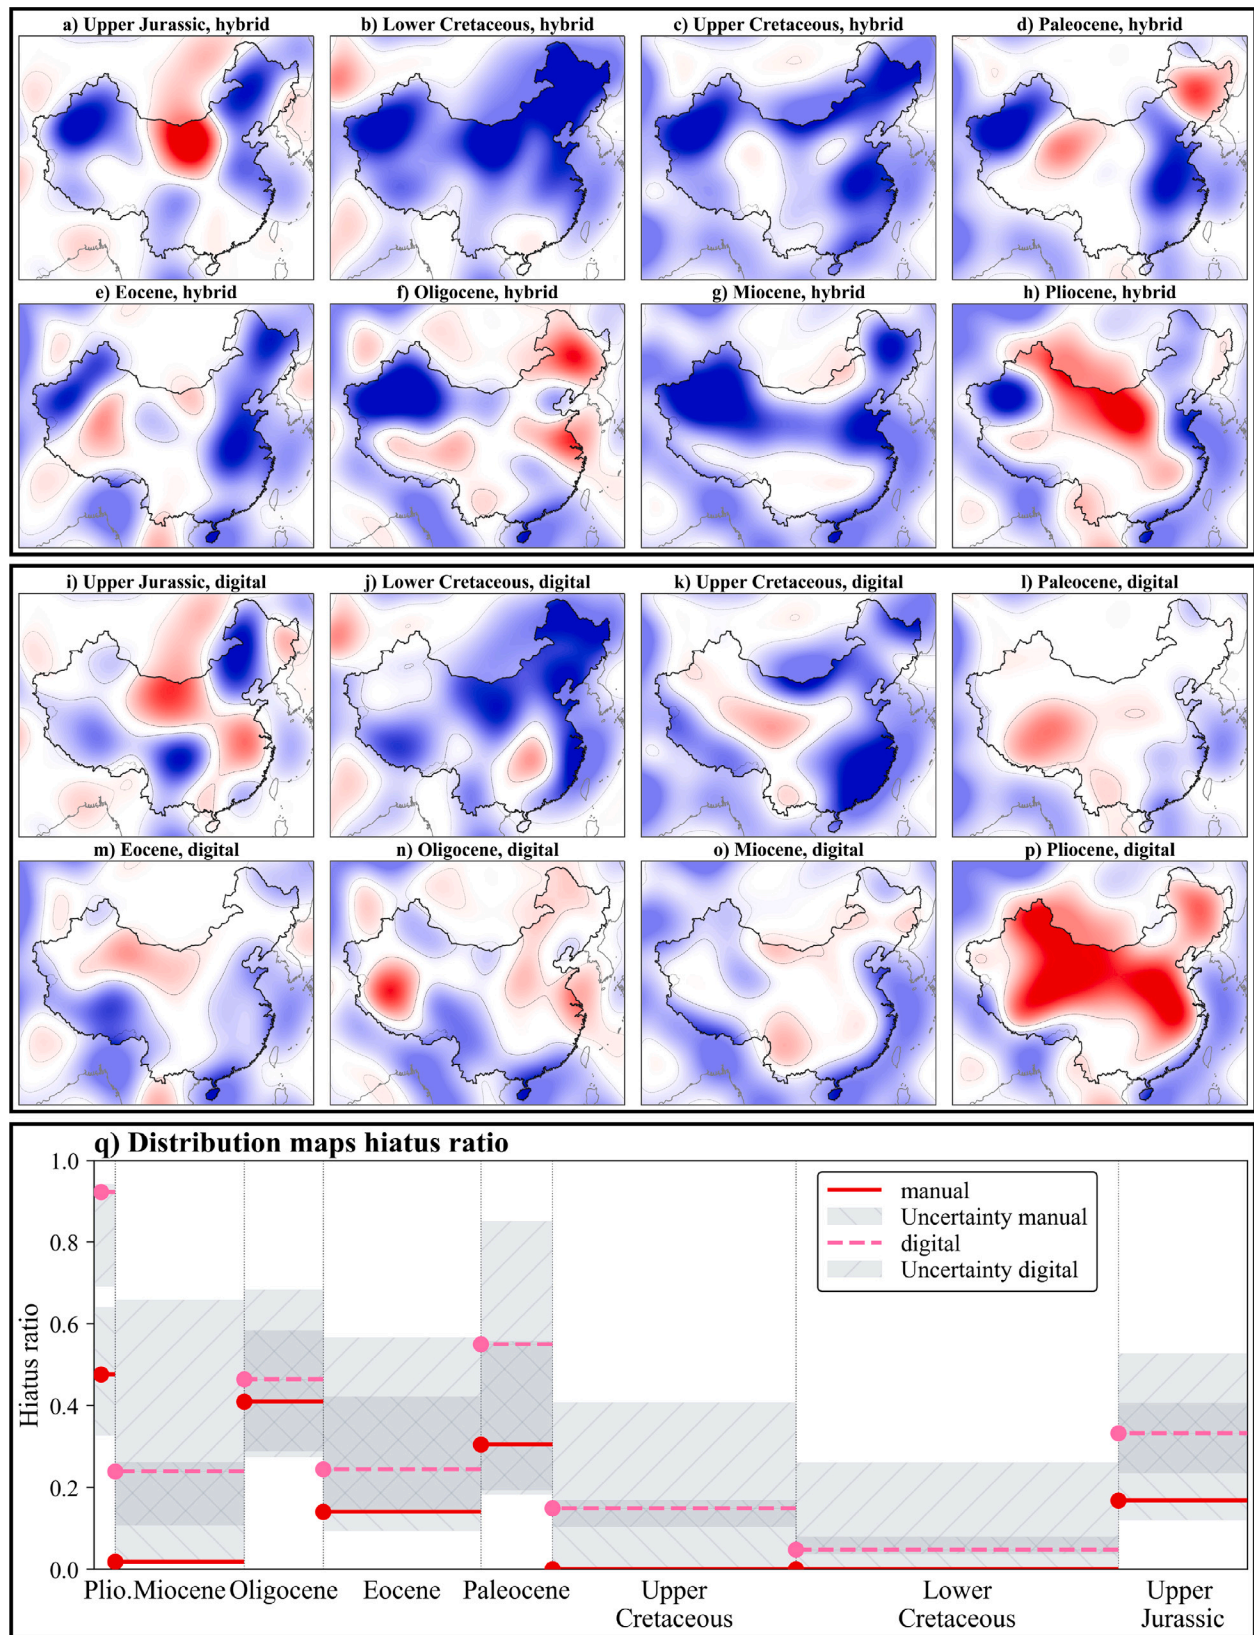 a) Upper Jurassic, hybrid
b) Lower Cretaceous, hybrid
c) Upper Cretaceous, hybrid
d) Paleocene, hybrid
e) Eocene, hybrid
f) Oligocene, hybrid
g) Miocene, hybrid
h) Pliocene, hybrid
i) Upper Jurassic, digital
j) Lower Cretaceous, digital
k) Upper Cretaceous, digital
l) Paleocene, digital
m) Eocene, digital
n) Oligocene, digital
o) Miocene, digital
p) Pliocene, digital
q) Distribution maps hiatus ratio
1.0
0.8
0.6
0.4
0.2
0.0
Hiatus ratio
manual
Uncertainty manual
digital
Uncertainty digital
Plio.
Miocene
Oligocene
Eocene
Paleocene
Upper
Cretaceous
Lower
Cretaceous
Upper
Jurassic